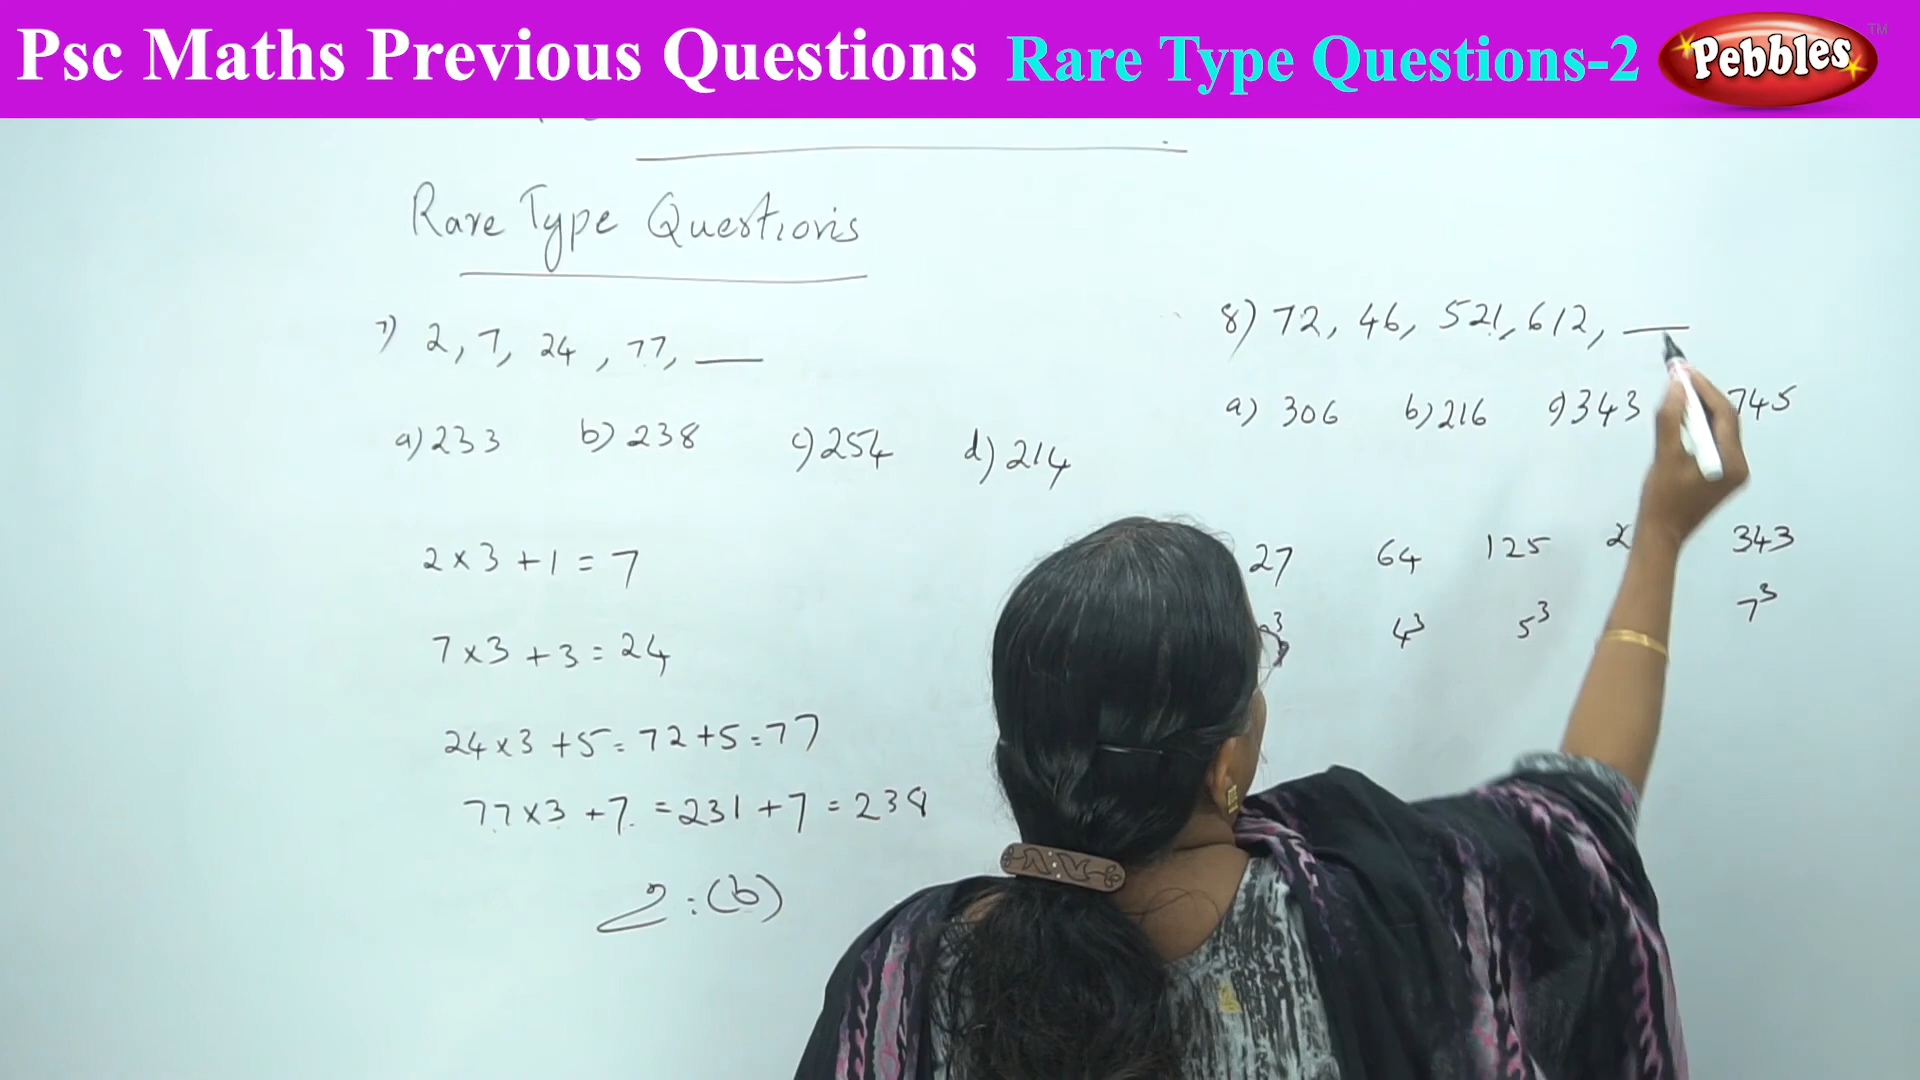 Psc Maths Previous Questions Rare Type Questions-2 Pebbles TM
Rare Type Questions
7) 2, 7, 24, 77, ___
a) 233 b) 238 c) 254 d) 214
2 x 3 + 1 = 7
7 x 3 + 3 = 24
24 x 3 + 5 = 72 + 5 = 77
77 x 3 + 7 = 231 + 7 = 238
: (b)
8) 72, 46, 521, 612, ___
a) 306 b) 216 c) 343 745
27 64 125 2 343
3 4³ 5³ 7³